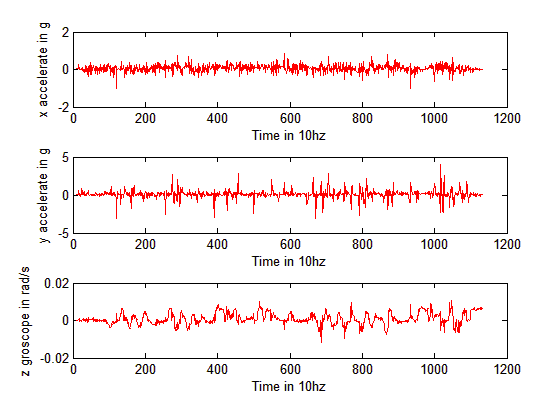 2
0
-2
x accelerate in g
0 200 400 600 800 1000 1200
Time in 10hz
5
0
-5
y accelerate in g
0 200 400 600 800 1000 1200
Time in 10hz
0.02
0
-0.02
z groscope in rad/s
0 200 400 600 800 1000 1200
Time in 10hz